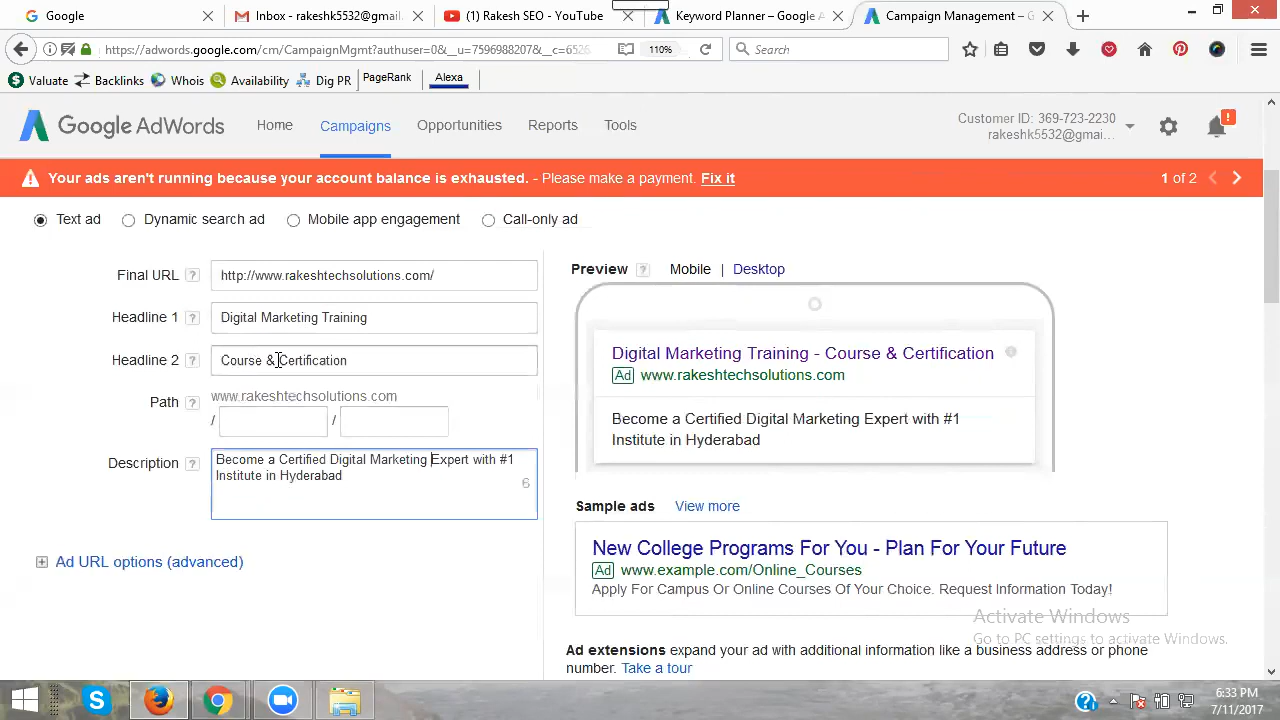 Google
Inbox - rakeshk5532@gmail.
(1) Rakesh SEO - YouTube
Keyword Planner – Google A
Campaign Management – G
https://adwords.google.com/cm/CampaignMgmt?authuser=0&__u=7596988207&__c=6526
110%
Search
Valuate
Backlinks
Whois
Availability
Dig PR
PageRank
Alexa
Google AdWords
Home
Campaigns
Opportunities
Reports
Tools
Customer ID: 369-723-2230
rakeshk5532@gmai...
!
Your ads aren't running because your account balance is exhausted. - Please make a payment. Fix it
1 of 2
Text ad
Dynamic search ad
Mobile app engagement
Call-only ad
Final URL ?
http://www.rakeshtechsolutions.com/
Headline 1 ?
Digital Marketing Training
Headline 2 ?
Course & Certification
Path ?
www.rakeshtechsolutions.com
/ /
Description ?
Become a Certified Digital Marketing Expert with #1
Institute in Hyderabad
6
Ad URL options (advanced)
Preview ? Mobile | Desktop
Digital Marketing Training - Course & Certification
Ad www.rakeshtechsolutions.com
Become a Certified Digital Marketing Expert with #1
Institute in Hyderabad
Sample ads View more
New College Programs For You - Plan For Your Future
Ad www.example.com/Online_Courses
Apply For Campus Or Online Courses Of Your Choice. Request Information Today!
Activate Windows
Go to PC settings to activate Windows.
Ad extensions expand your ad with additional information like a business address or phone
number. Take a tour
6:33 PM
7/11/2017